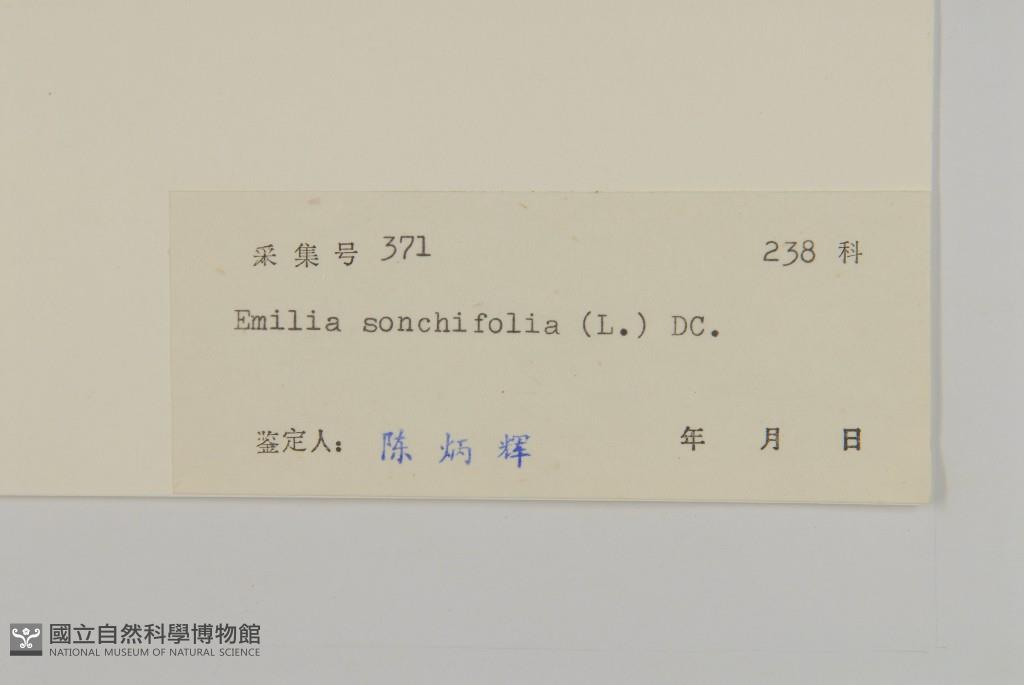 采集号 371 238 科
Emilia sonchifolia (L.) DC.
鉴定人: 陈炳辉 年 月 日
國立自然科學博物館
NATIONAL MUSEUM OF NATURAL SCIENCE